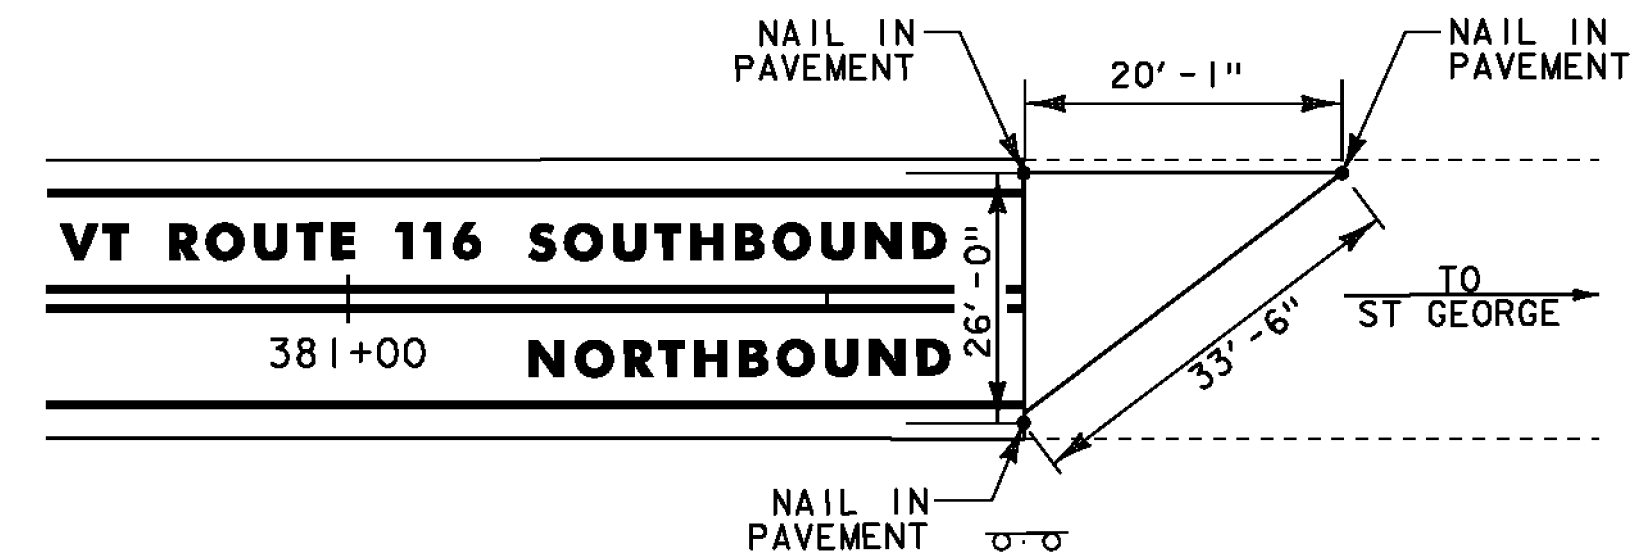 NAIL IN
PAVEMENT
20'-1"
NAIL IN
PAVEMENT
VT ROUTE 116 SOUTHBOUND
26'-0"
TO
ST GEORGE
33'-6"
381+00
NORTHBOUND
NAIL IN
PAVEMENT